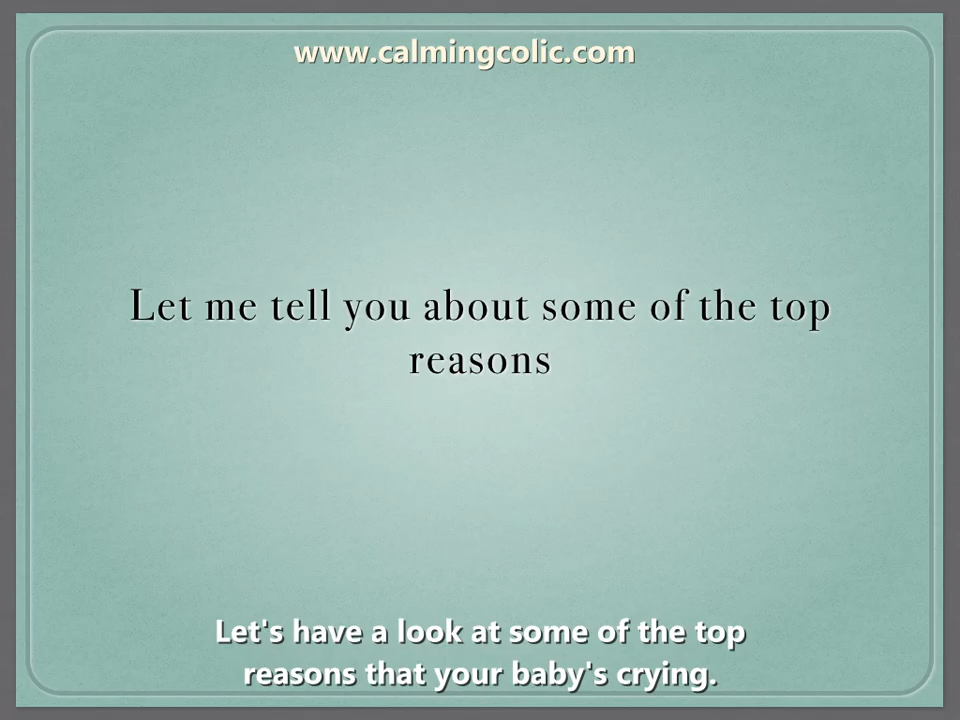 www.calmingcolic.com
Let me tell you about some of the top
reasons
Let's have a look at some of the top
reasons that your baby's crying.